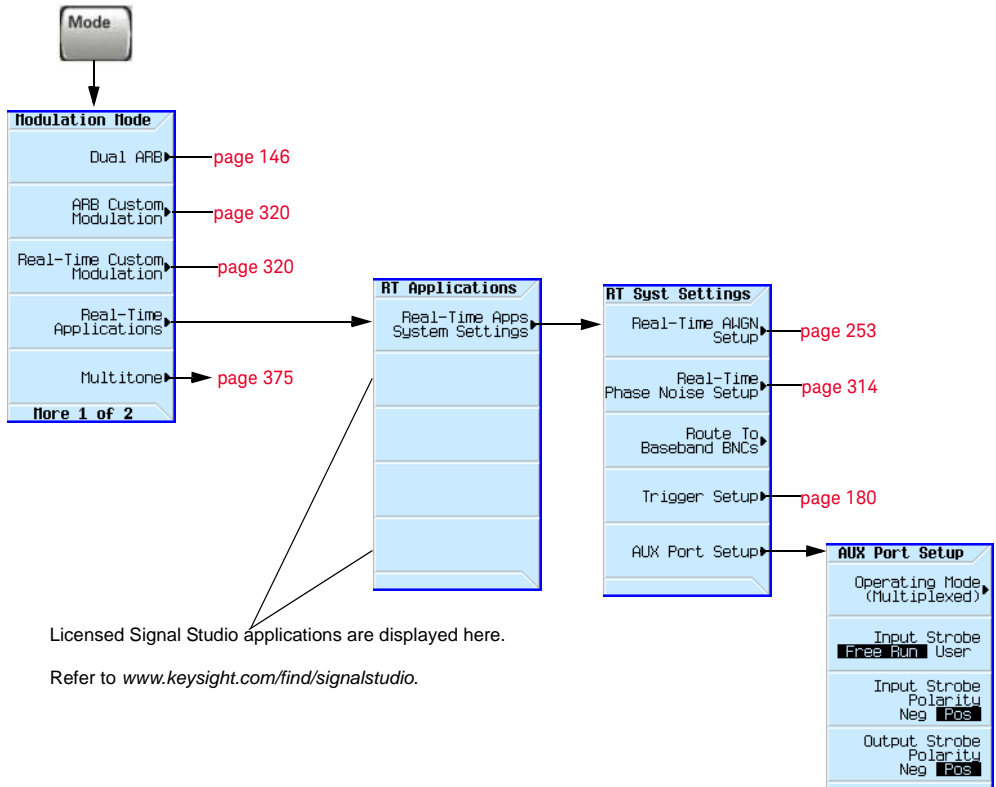 Mode
Modulation Mode
Dual ARB
page 146
ARB Custom
Modulation
page 320
Real-Time Custom
Modulation
page 320
Real-Time
Applications
Multitone
page 375
More 1 of 2
RT Applications
Real-Time Apps
System Settings
RT Syst Settings
Real-Time AWGN
Setup
page 253
Real-Time
Phase Noise Setup
page 314
Route To
Baseband BNCs
Trigger Setup
page 180
AUX Port Setup
AUX Port Setup
Operating Mode
(Multiplexed)
Input Strobe
Free Run User
Input Strobe
Polarity
Neg Pos
Output Strobe
Polarity
Neg Pos
Licensed Signal Studio applications are displayed here.
Refer to www.keysight.com/find/signalstudio.